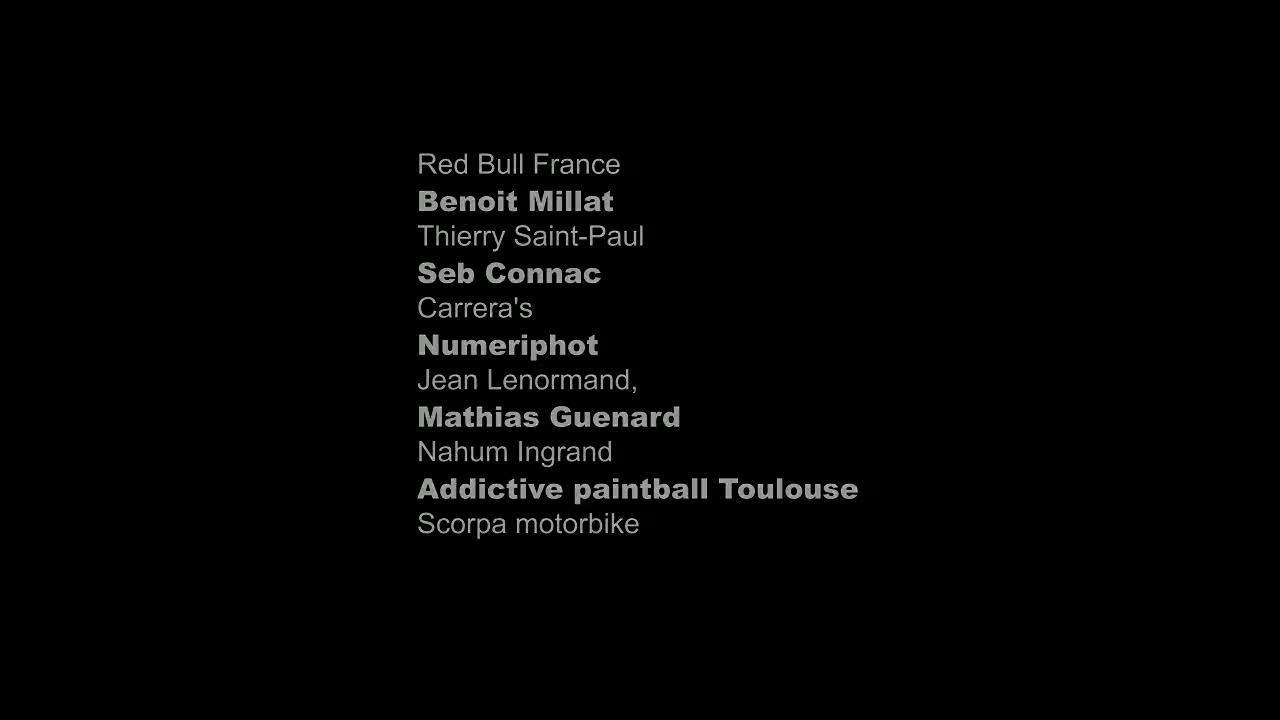 Red Bull France
Benoit Millat
Thierry Saint-Paul
Seb Connac
Carrera's
Numeriphot
Jean Lenormand,
Mathias Guenard
Nahum Ingrand
Addictive paintball Toulouse
Scorpa motorbike